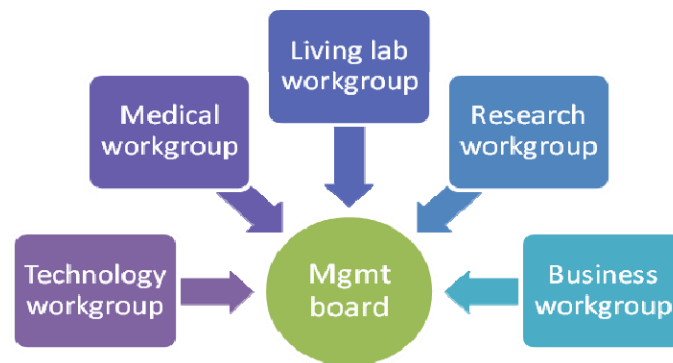 Living lab
workgroup
Medical
workgroup
Research
workgroup
Technology
workgroup
Mgmt
board
Business
workgroup